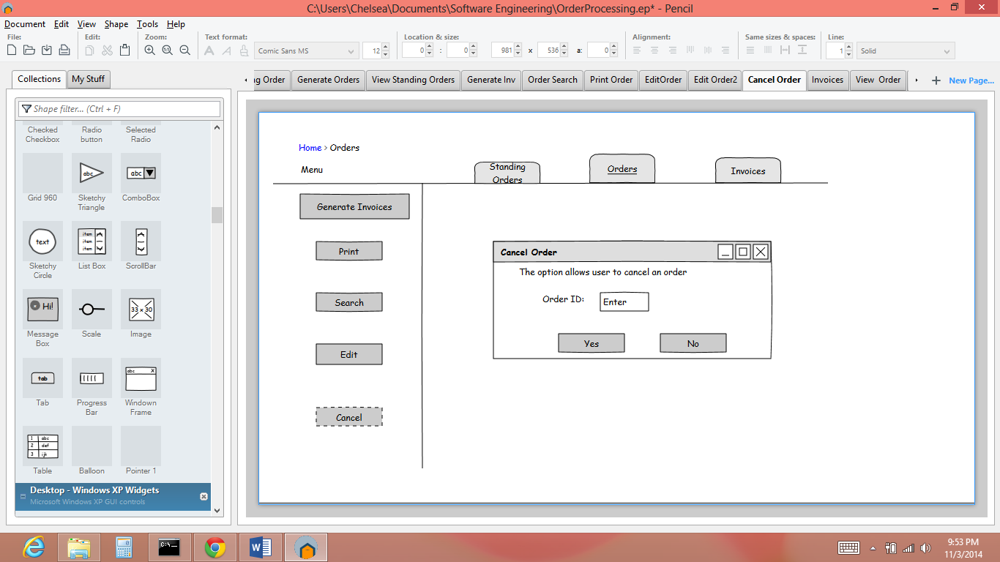 C:\Users\Chelsea\Documents\Software Engineering\OrderProcessing.ep* - Pencil
Document Edit View Shape Tools Help
File: Edit: Zoom: Text format: Location & size: Alignment: Same sizes & spaces: Line:
1:1 A A Comic Sans MS 12 0 : 0 981 x 536 a: 0 1 Solid
Collections My Stuff
ng Order Generate Orders View Standing Orders Generate Inv Order Search Print Order EditOrder Edit Order2 Cancel Order Invoices View Order New Page...
Shape filter... (Ctrl + F)
Checked
Checkbox
Radio
button
Selected
Radio
Grid 960
abc
Sketchy
Triangle
abc
ComboBox
text
Sketchy
Circle
item
item
item
List Box
ScrollBar
Hi!
Message
Box
Scale
33 x 30
Image
tab
Tab
Progress
Bar
abc X
Windown
Frame
1 abc
2 def
3 ijk
Table
Balloon
Pointer 1
Desktop - Windows XP Widgets
Microsoft Windows XP GUI controls
Home > Orders
Menu
Standing
Orders
Orders
Invoices
Generate Invoices
Print
Search
Edit
Cancel
Cancel Order
The option allows user to cancel an order
Order ID: Enter
Yes No
C:\_
9:53 PM
11/3/2014